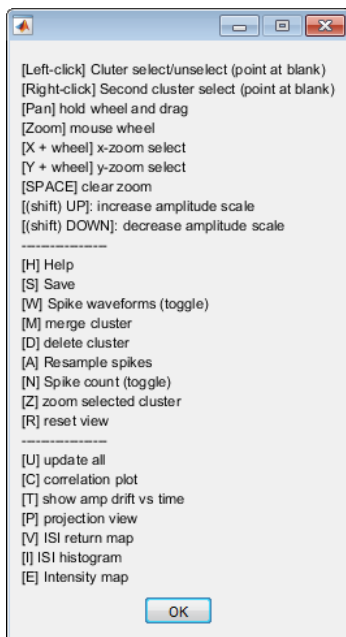 [Left-click] Cluter select/unselect (point at blank)
[Right-click] Second cluster select (point at blank)
[Pan] hold wheel and drag
[Zoom] mouse wheel
[X + wheel] x-zoom select
[Y + wheel] y-zoom select
[SPACE] clear zoom
[(shift) UP]: increase amplitude scale
[(shift) DOWN]: decrease amplitude scale
------------------
[H] Help
[S] Save
[W] Spike waveforms (toggle)
[M] merge cluster
[D] delete cluster
[A] Resample spikes
[N] Spike count (toggle)
[Z] zoom selected cluster
[R] reset view
------------------
[U] update all
[C] correlation plot
[T] show amp drift vs time
[P] projection view
[V] ISI return map
[I] ISI histogram
[E] Intensity map
OK